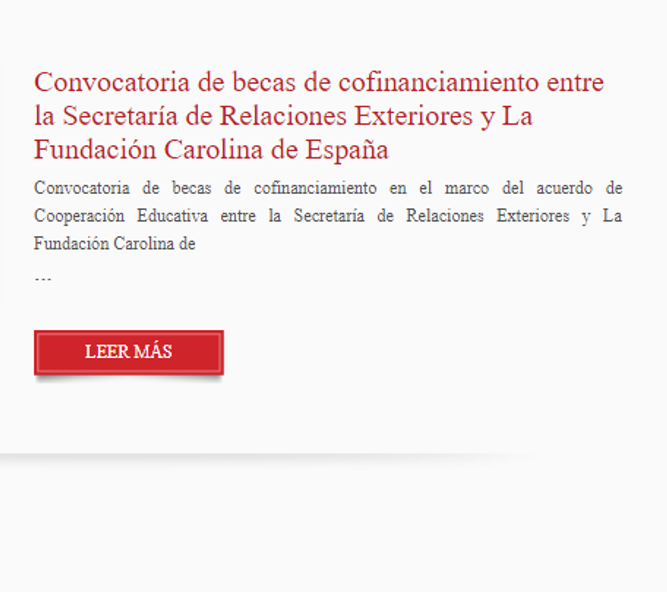 Convocatoria de becas de cofinanciamiento entre
la Secretaría de Relaciones Exteriores y La
Fundación Carolina de España
Convocatoria de becas de cofinanciamiento en el marco del acuerdo de
Cooperación Educativa entre la Secretaría de Relaciones Exteriores y La
Fundación Carolina de
...
LEER MÁS